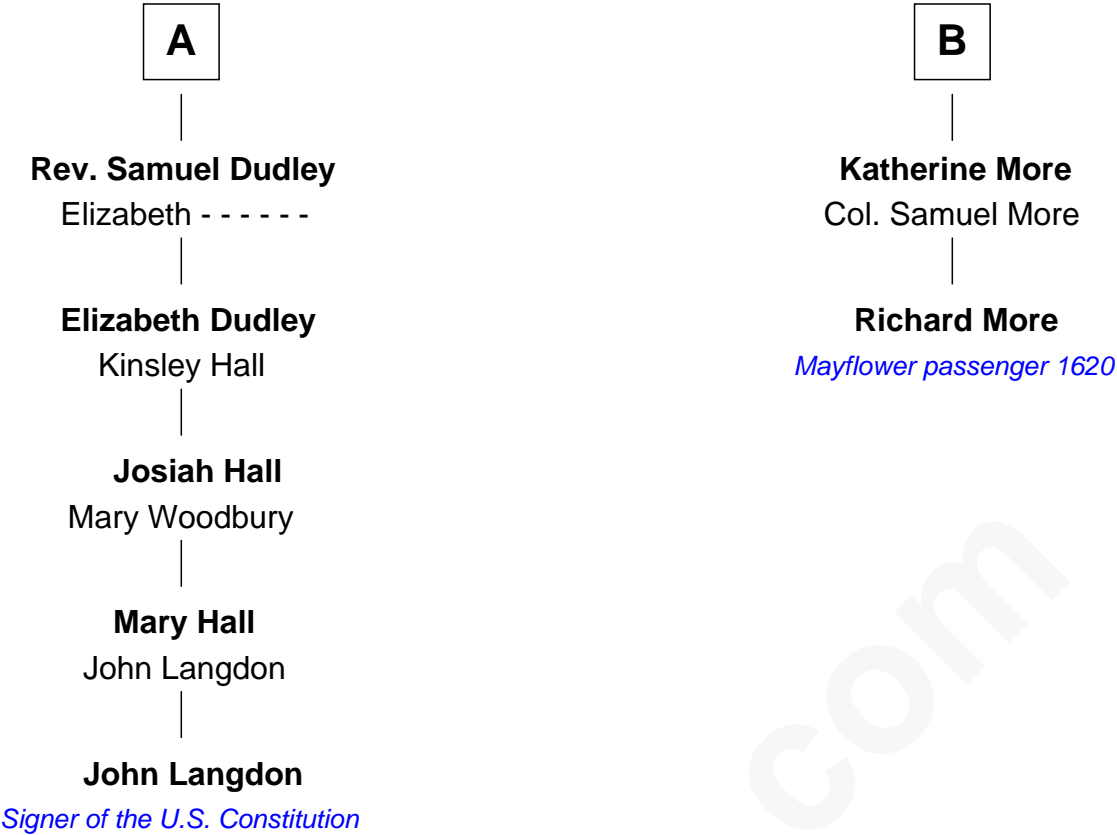 A
Rev. Samuel Dudley
Elizabeth - - - - - -
Elizabeth Dudley
Kinsley Hall
Josiah Hall
Mary Woodbury
Mary Hall
John Langdon
John Langdon
Signer of the U.S. Constitution
B
Katherine More
Col. Samuel More
Richard More
Mayflower passenger 1620
com